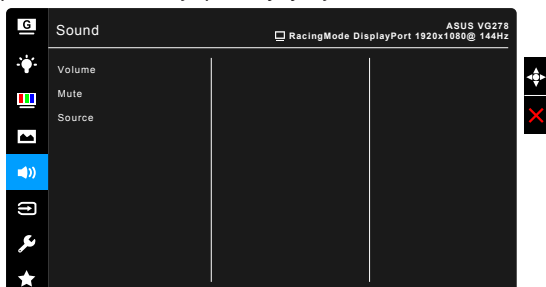 G
Sound
ASUS VG278
RacingMode DisplayPort 1920x1080@ 144Hz
Volume
Mute
Source